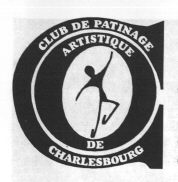 CLUB DE PATINAGE
ARTISTIQUE
DE
CHARLESBOURG